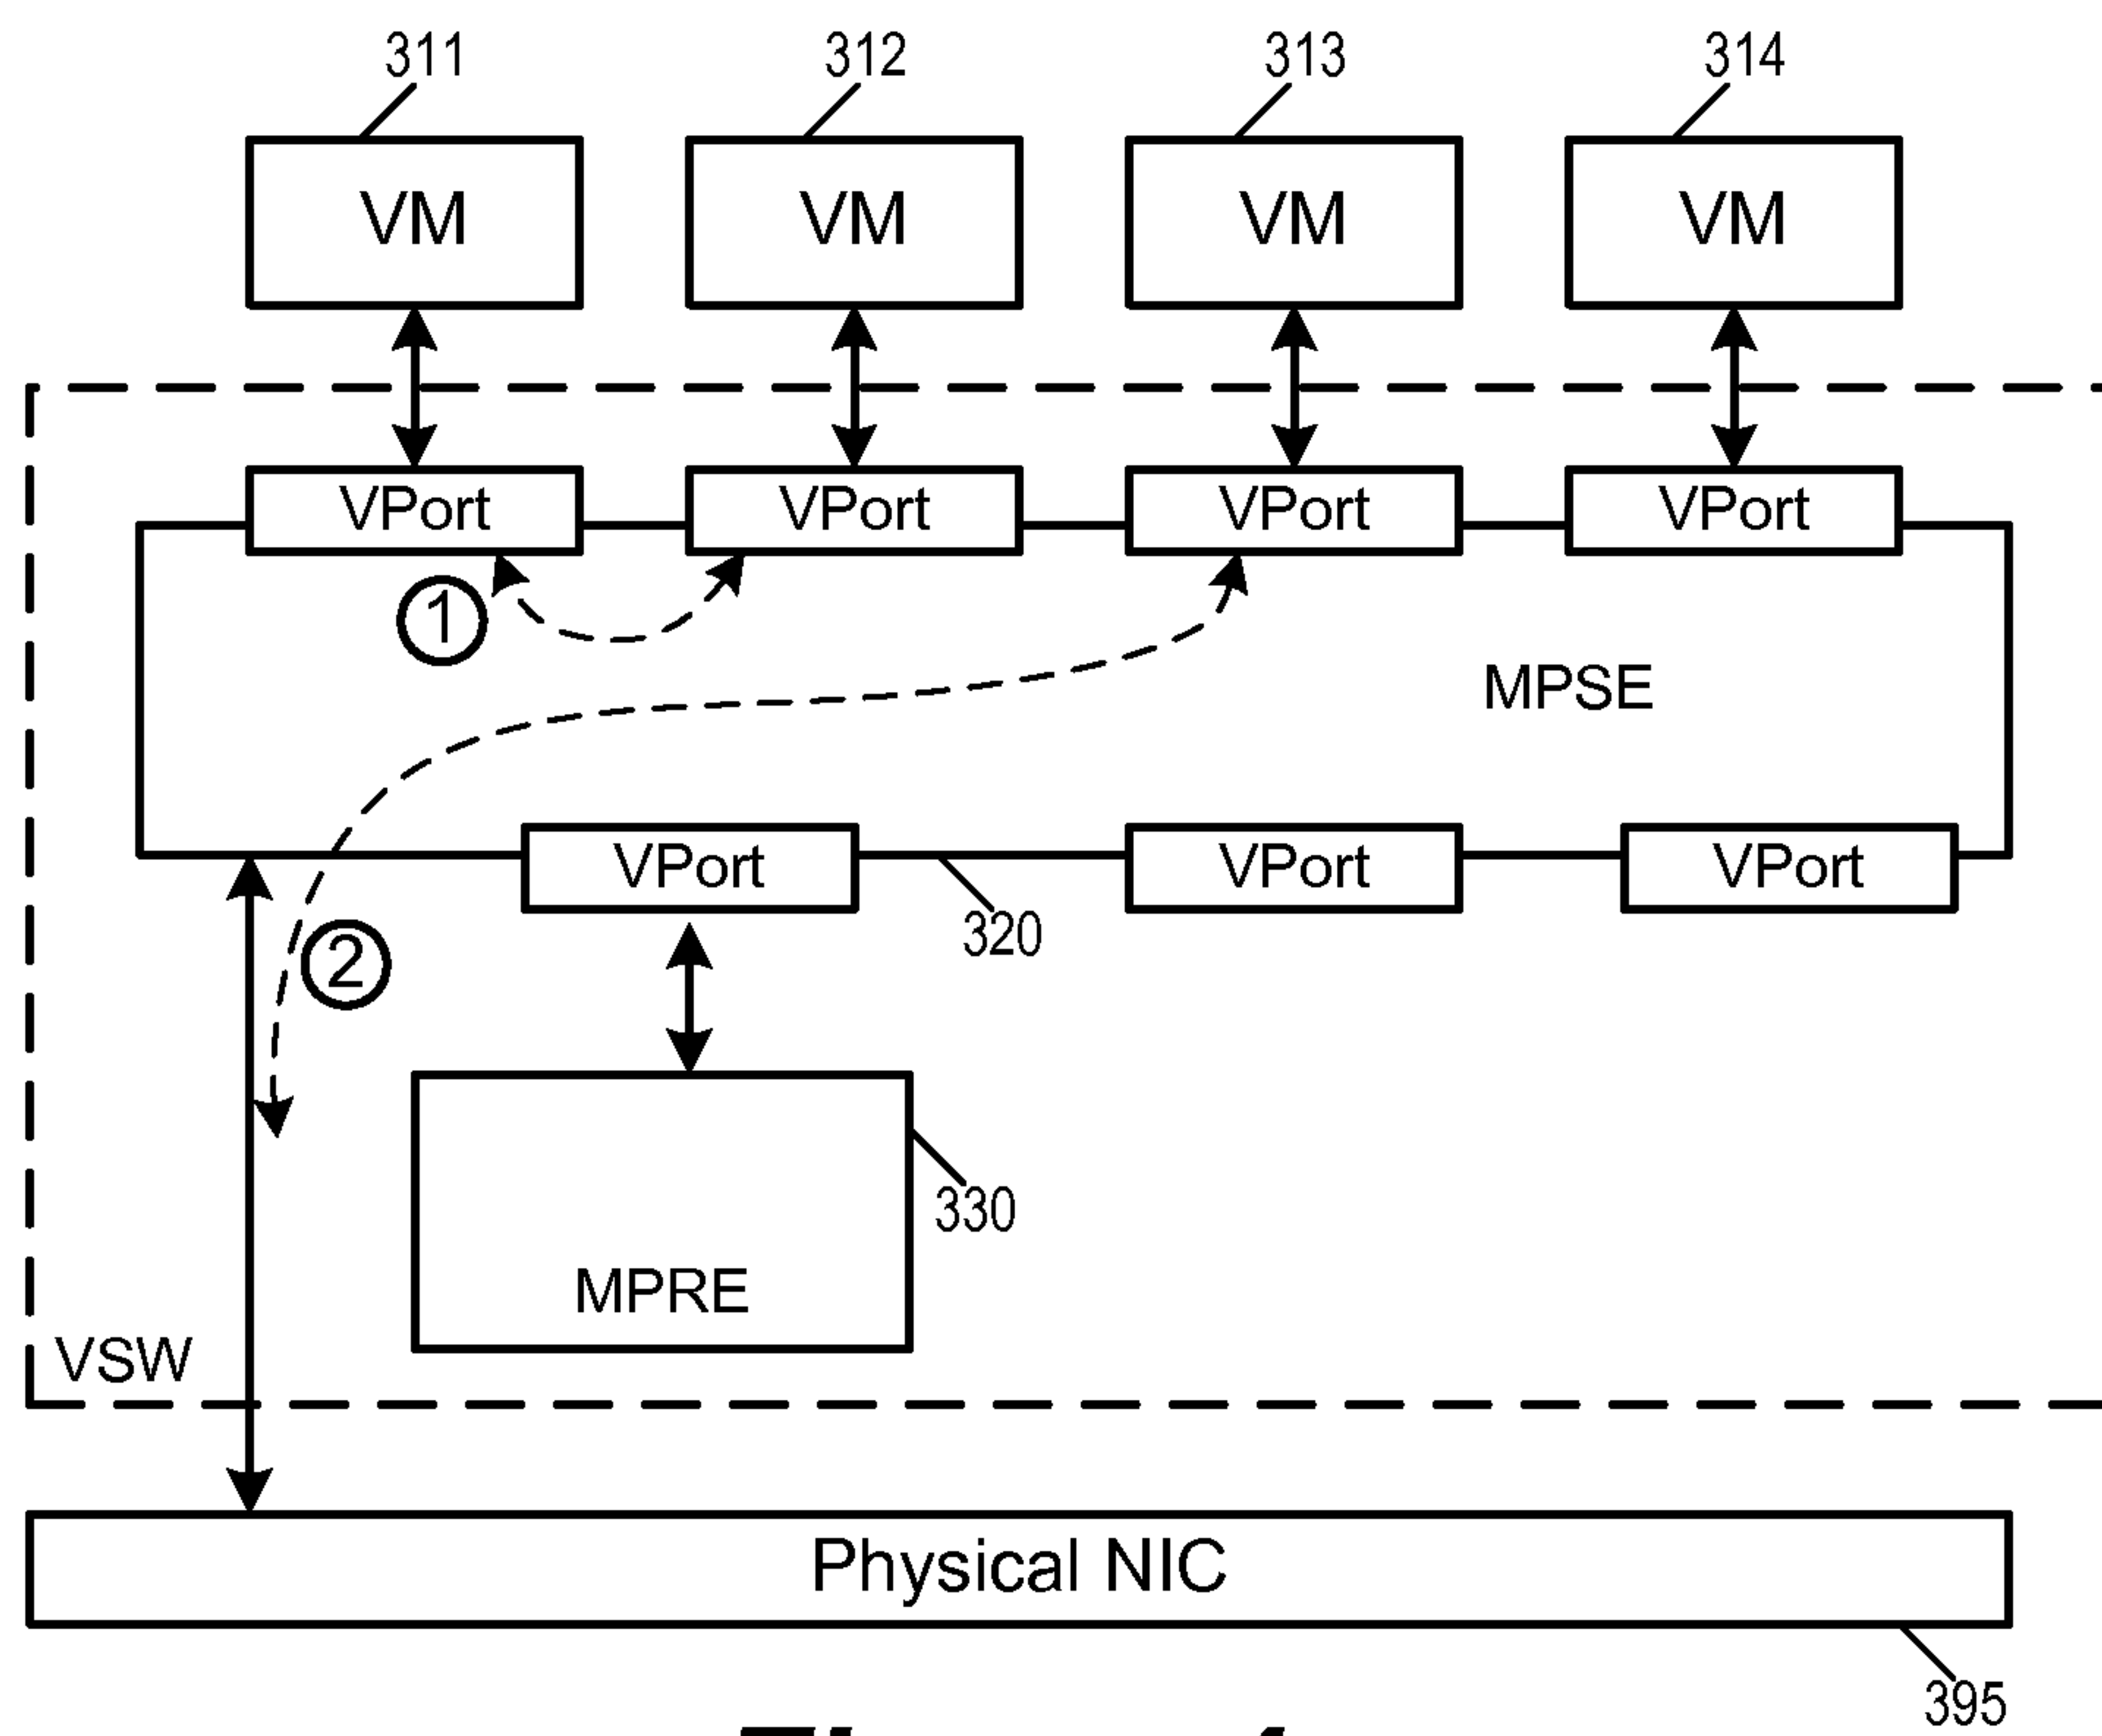 311 312 313 314
VM VM VM VM
VPort VPort VPort VPort
1
MPSE
VPort VPort VPort
320
2
330
MPRE
VSW
Physical NIC
395